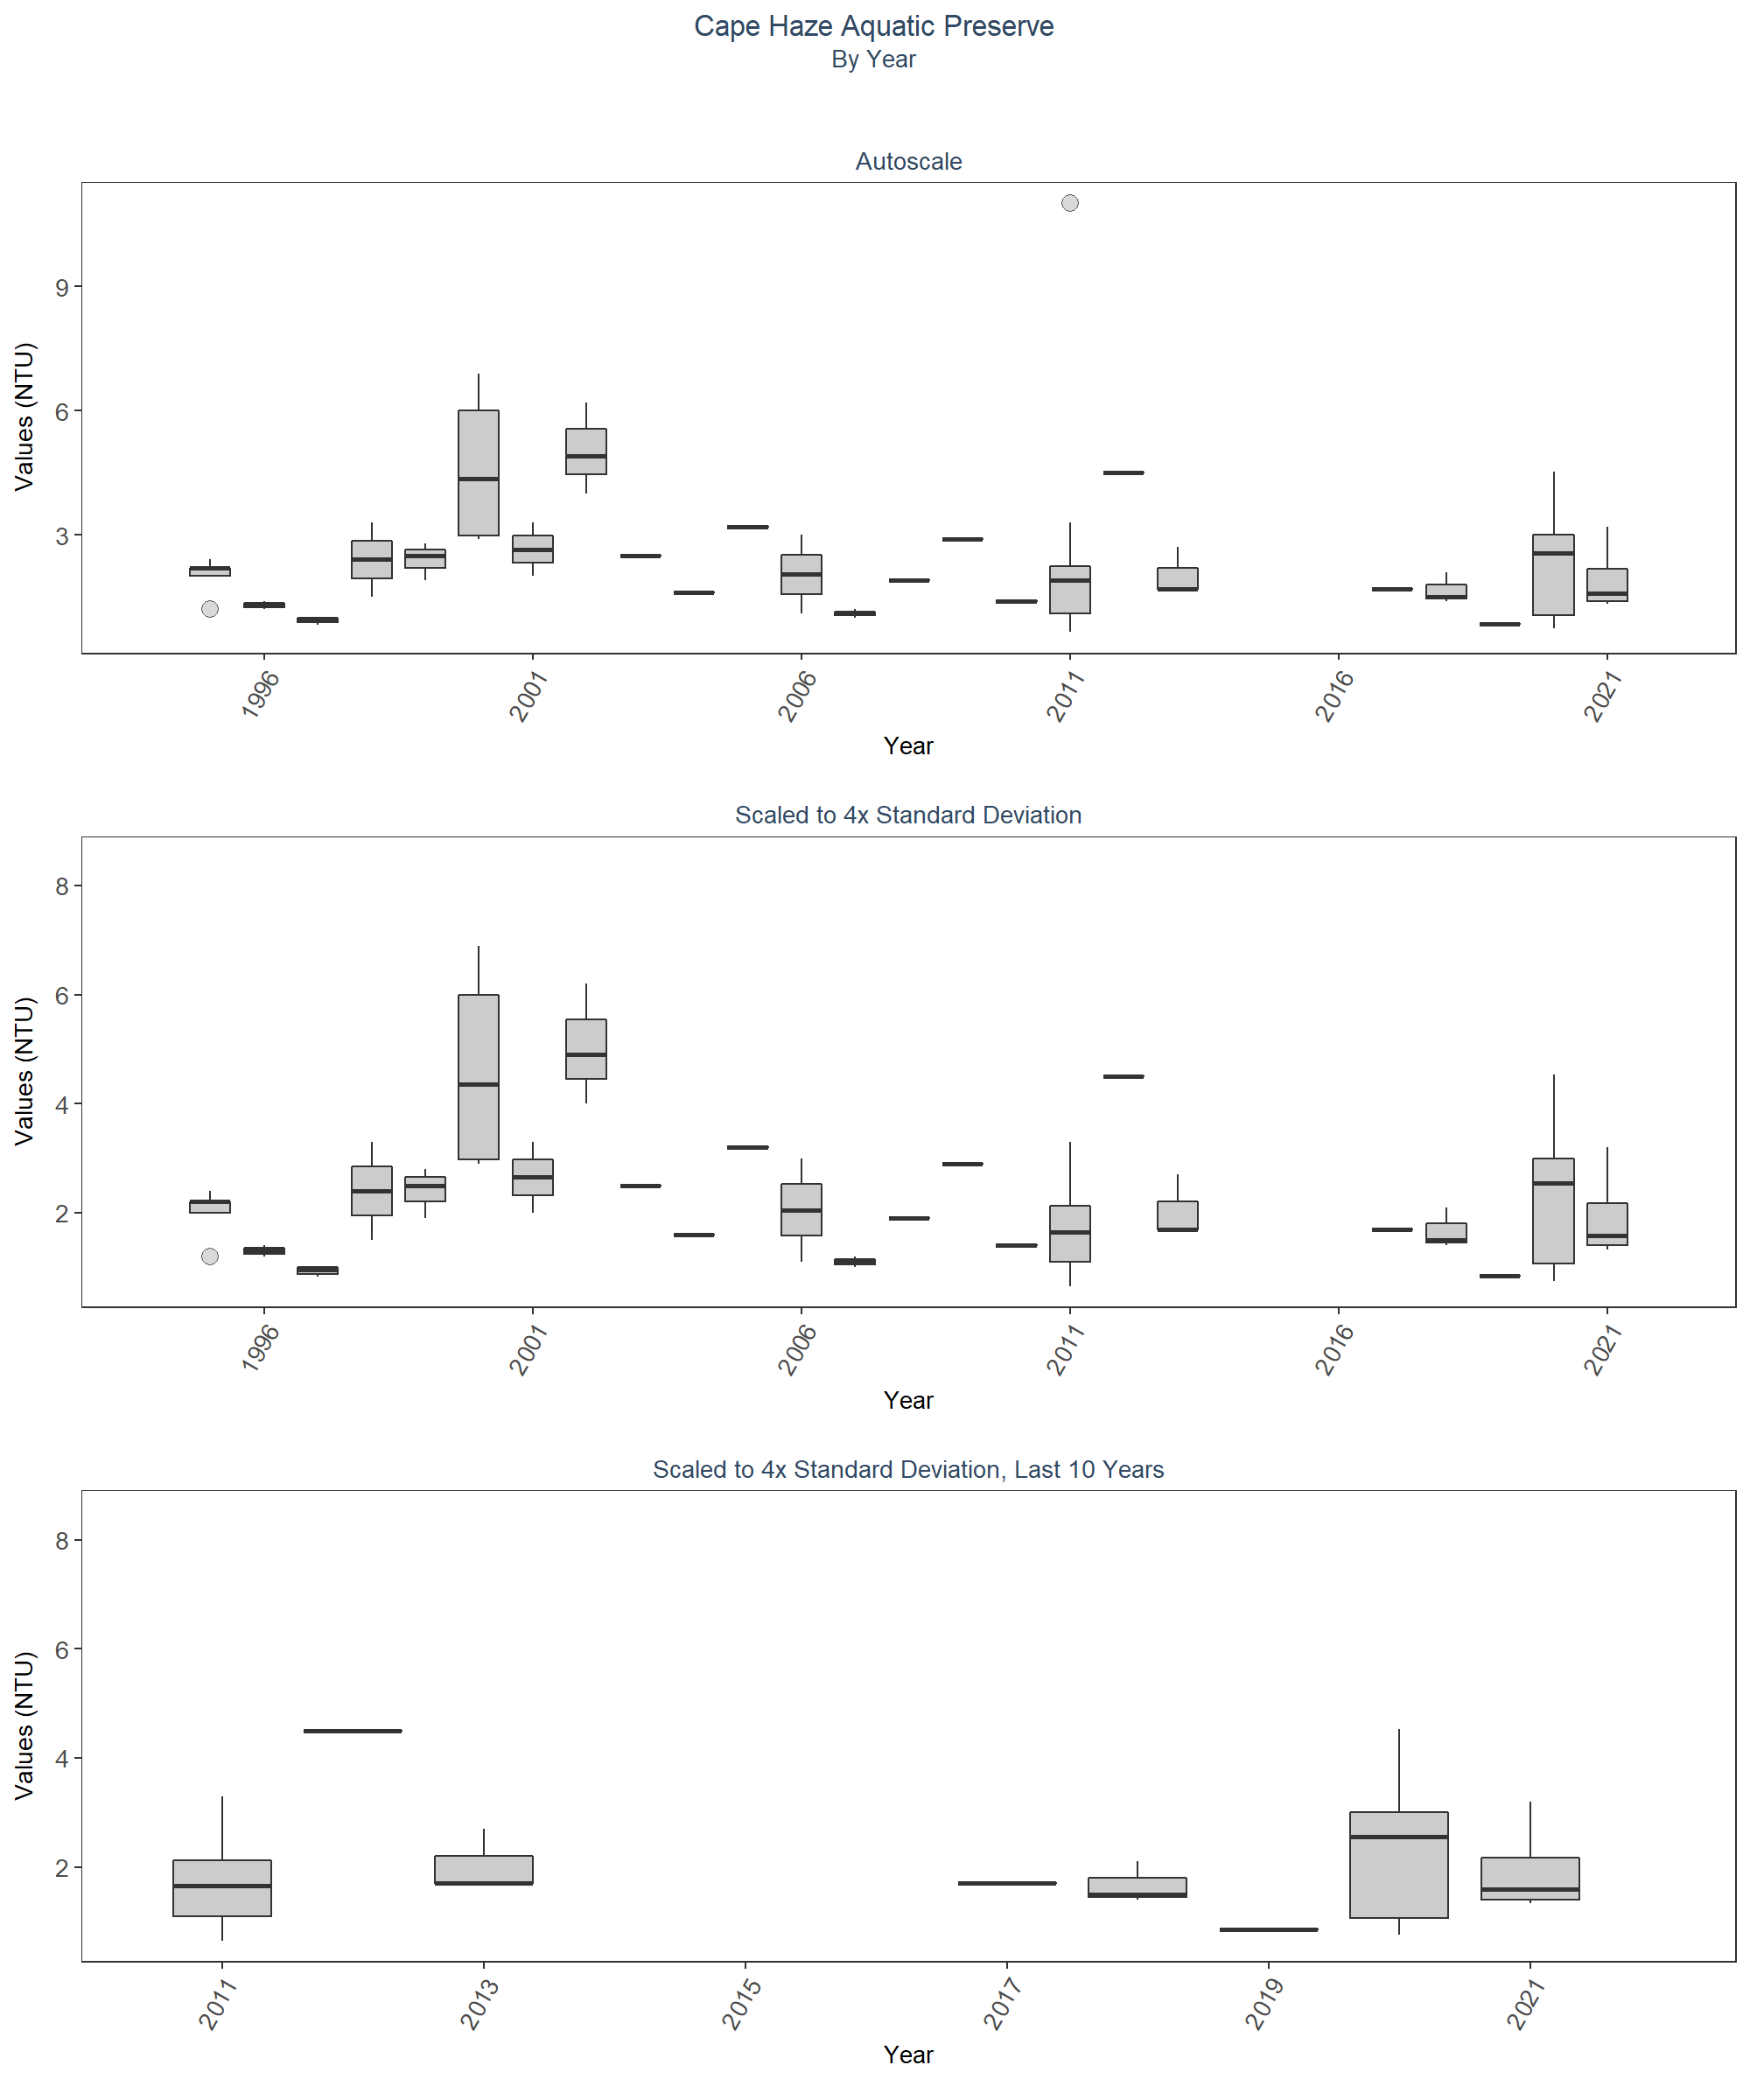 Cape Haze Aquatic Preserve
By Year
Autoscale
Values (NTU)
9
6
3
1996
2001
2006
2011
2016
2021
Year
Scaled to 4x Standard Deviation
Values (NTU)
8
6
4
2
1996
2001
2006
2011
2016
2021
Year
Scaled to 4x Standard Deviation, Last 10 Years
Values (NTU)
8
6
4
2
2011
2013
2015
2017
2019
2021
Year